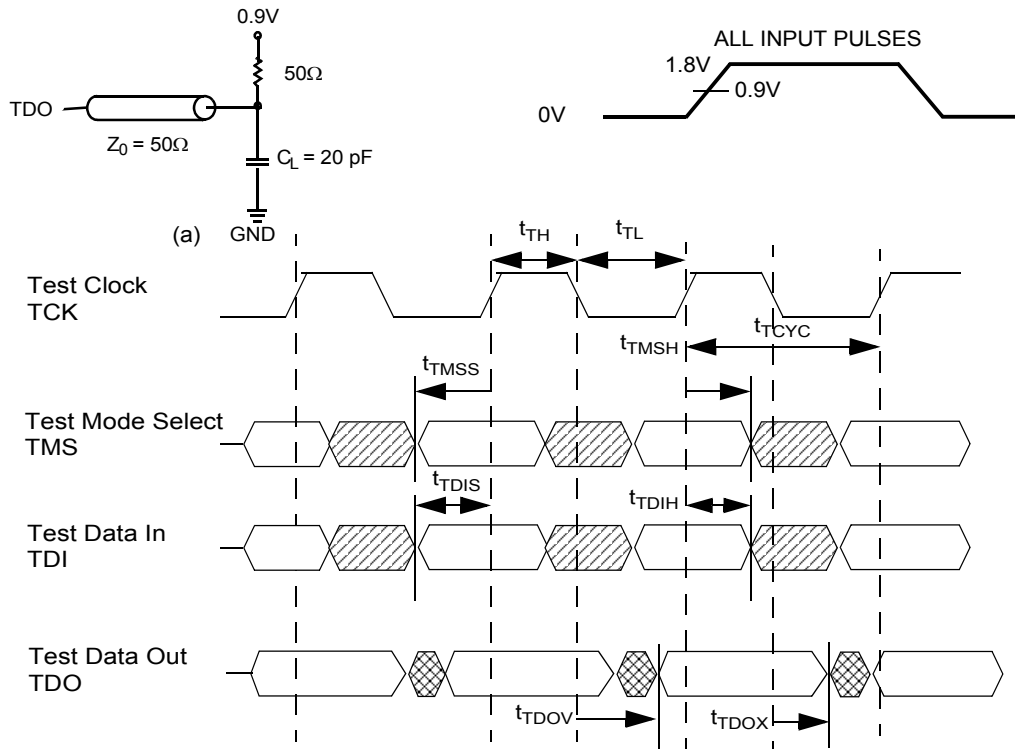 0.9V
50Ω
TDO
Z0 = 50Ω
CL = 20 pF
(a) GND
ALL INPUT PULSES
1.8V
0.9V
0V
tTH
tTL
Test Clock
TCK
tTCYC
tTMSH
tTMSS
Test Mode Select
TMS
tTDIS
tTDIH
Test Data In
TDI
Test Data Out
TDO
tTDOV
tTDOX